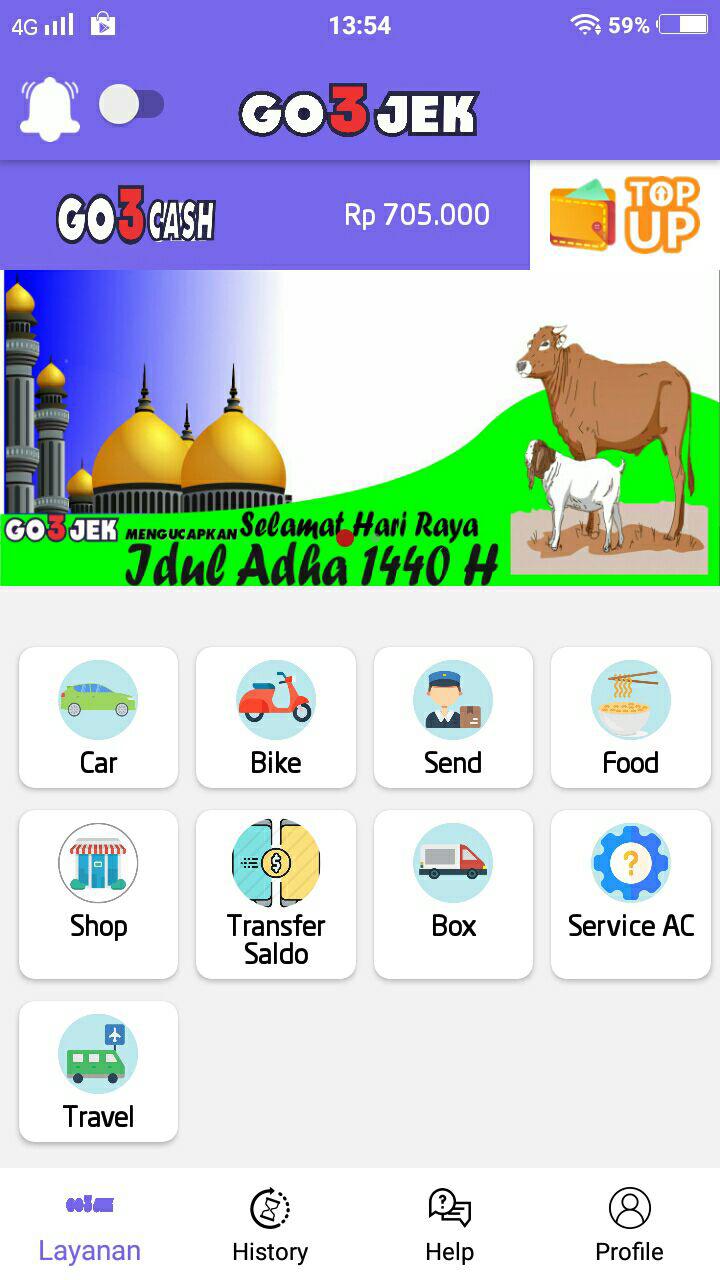 4G 13:54 59%
GO3JEK
GO3CASH Rp 705.000 TOP UP
GO3JEK MENGUCAPKAN Selamat Hari Raya
Idul Adha 1440 H
Car Bike Send Food
Shop Transfer Saldo Box Service AC
Travel
GO3JEK
Layanan History Help Profile